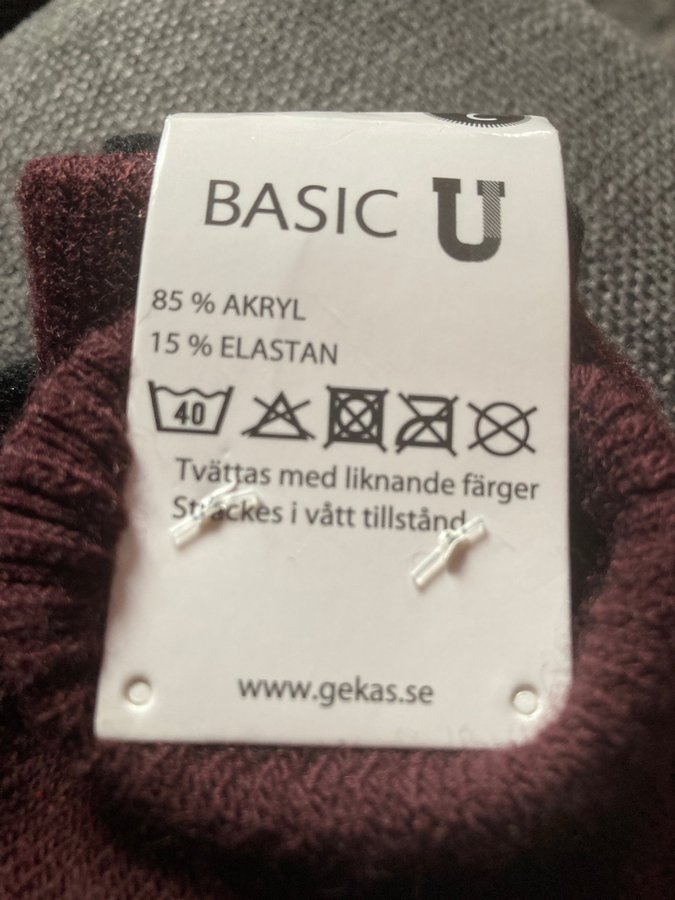 BASIC U
85 % AKRYL
15 % ELASTAN
40
Tvättas med liknande färger
Sträckes i vått tillstånd
www.gekas.se